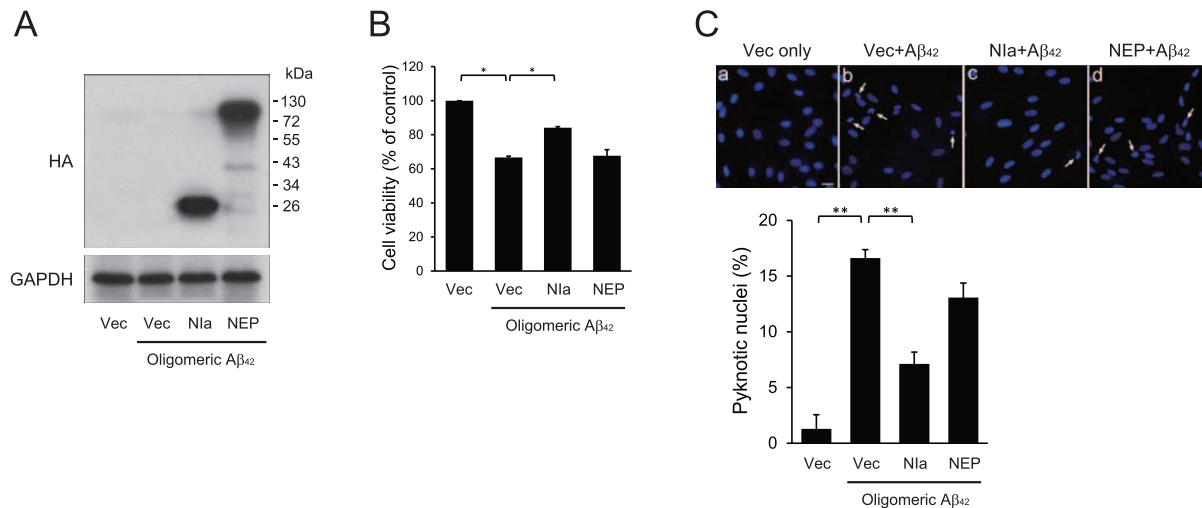 A
kDa
HA
- 130
- 72
- 55
- 43
- 34
- 26
GAPDH
Vec Vec NIa NEP
Oligomeric Aβ42
B
Cell viability (% of control)
120
100
80
60
40
20
0
* *
Vec Vec NIa NEP
Oligomeric Aβ42
C
Vec only Vec+Aβ42 NIa+Aβ42 NEP+Aβ42
a b c d
Pyknotic nuclei (%)
20
15
10
5
0
** **
Vec Vec NIa NEP
Oligomeric Aβ42